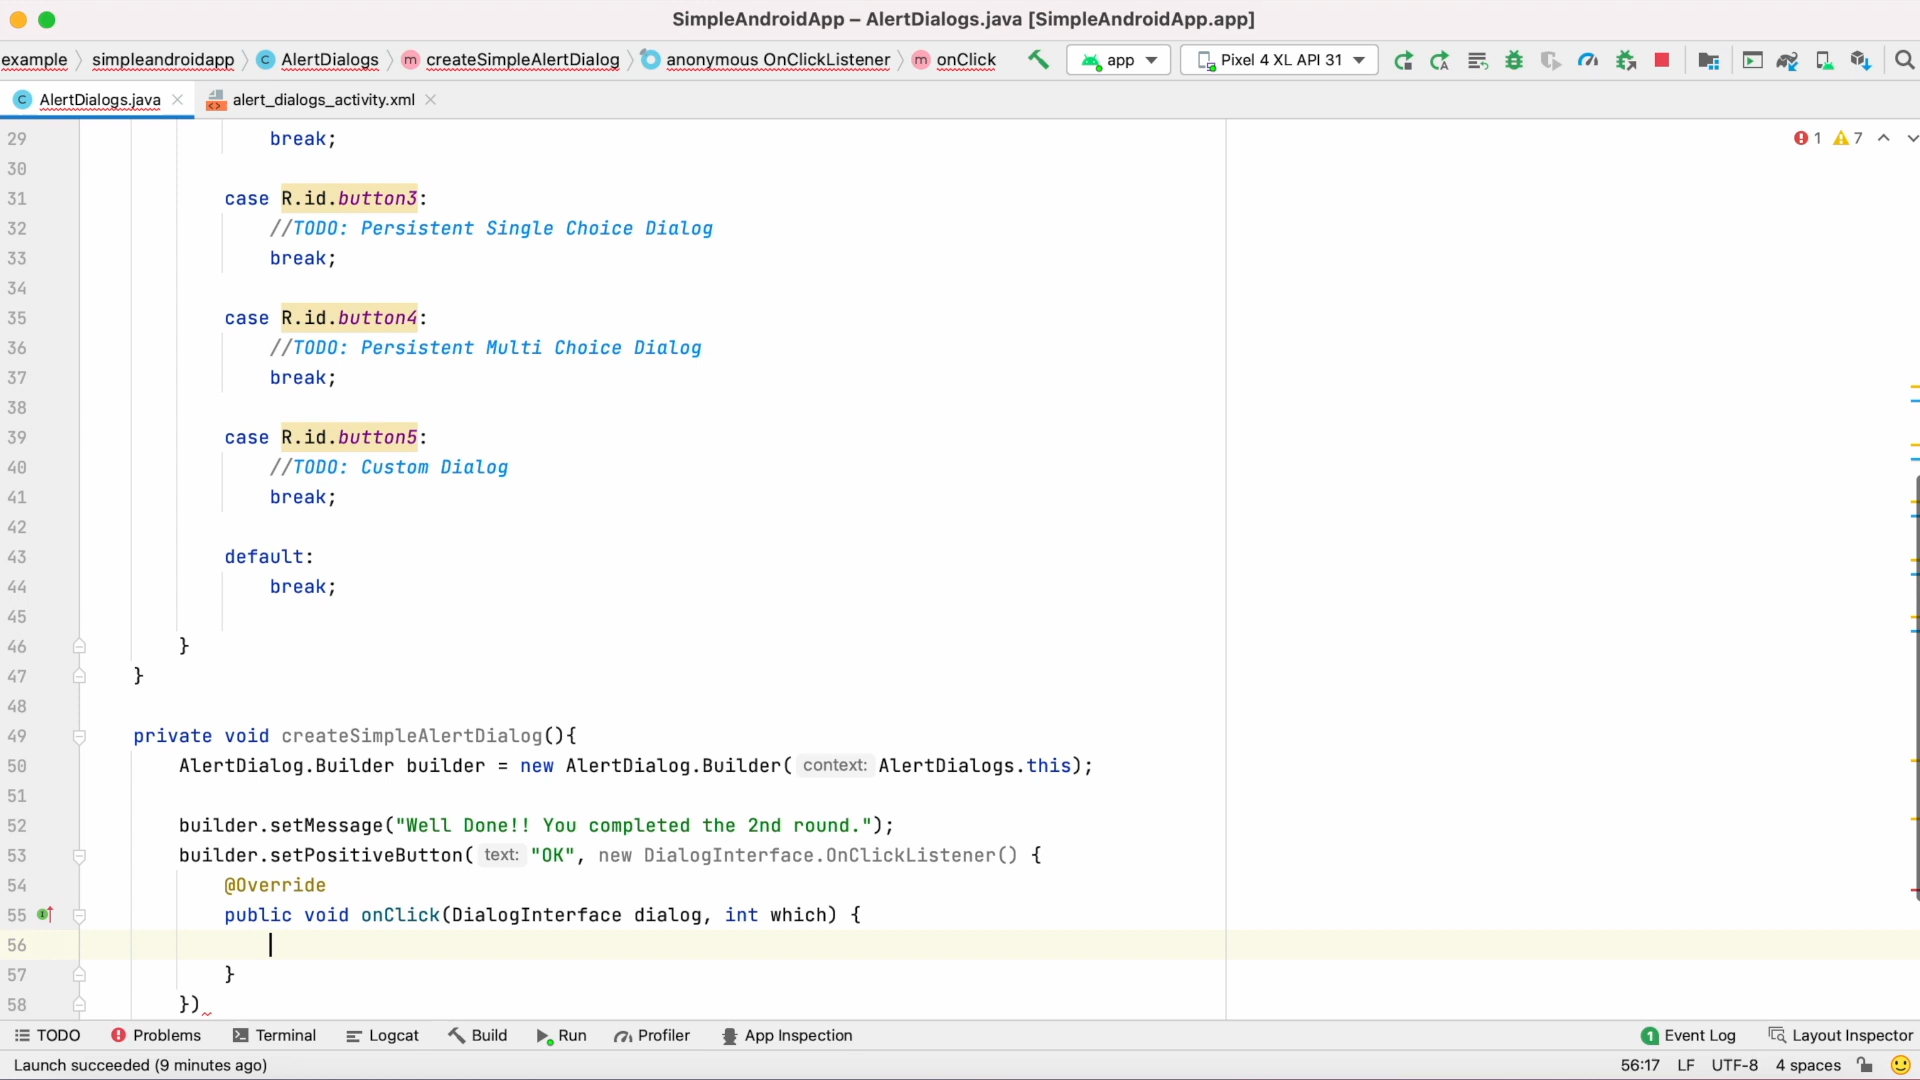 SimpleAndroidApp – AlertDialogs.java [SimpleAndroidApp.app]
example simpleandroidapp C AlertDialogs m createSimpleAlertDialog anonymous OnClickListener m onClick app Pixel 4 XL API 31
C AlertDialogs.java alert_dialogs_activity.xml
1 7
29 break;
30
31 case R.id.button3:
32 //TODO: Persistent Single Choice Dialog
33 break;
34
35 case R.id.button4:
36 //TODO: Persistent Multi Choice Dialog
37 break;
38
39 case R.id.button5:
40 //TODO: Custom Dialog
41 break;
42
43 default:
44 break;
45
46 }
47 }
48
49 private void createSimpleAlertDialog(){
50 AlertDialog.Builder builder = new AlertDialog.Builder( context: AlertDialogs.this);
51
52 builder.setMessage("Well Done!! You completed the 2nd round.");
53 builder.setPositiveButton( text: "OK", new DialogInterface.OnClickListener() {
54 @Override
55 public void onClick(DialogInterface dialog, int which) {
56
57 }
58 })
TODO Problems Terminal Logcat Build Run Profiler App Inspection 1 Event Log Layout Inspector
Launch succeeded (9 minutes ago) 56:17 LF UTF-8 4 spaces